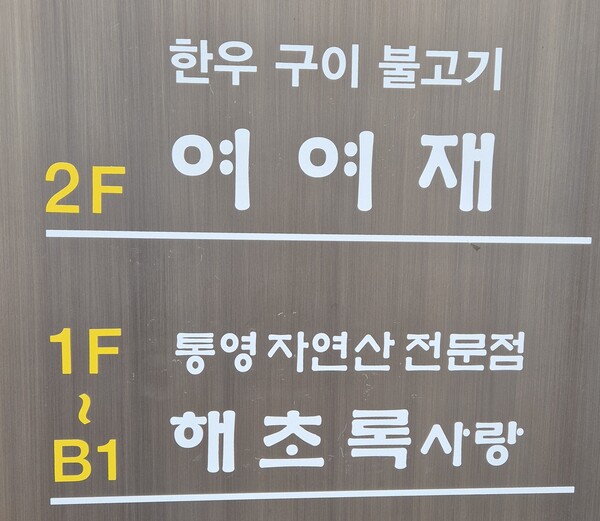 한우 구이 불고기
2F 여여재
1F ~ B1
통영 자연산 전문점
해초록사랑